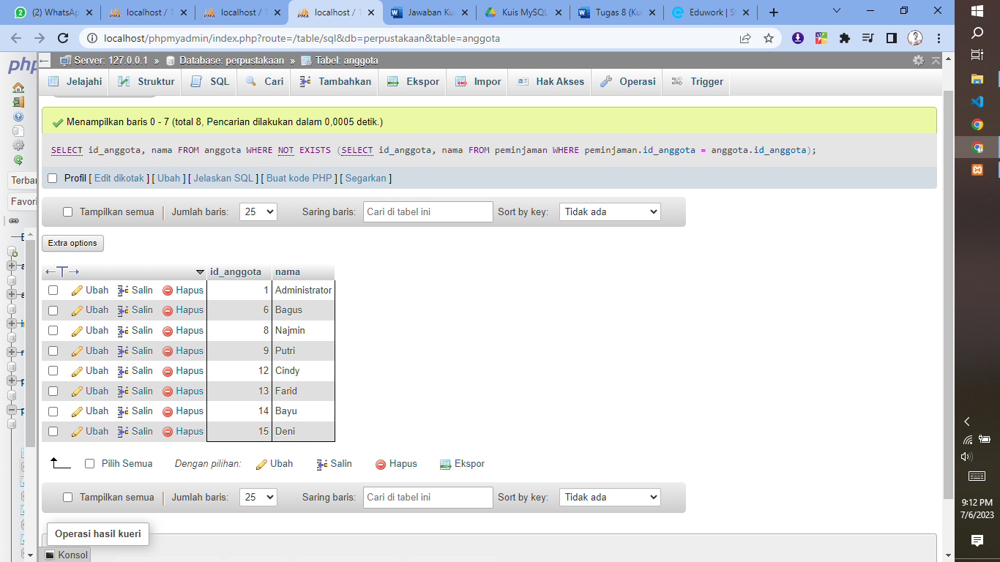 (2) WhatsAp
localhost / 1
localhost / 1
localhost / 1
Jawaban Ku
Kuis MySQL
Tugas 8 (Kui
Eduwork | S
localhost/phpmyadmin/index.php?route=/table/sql&db=perpustakaan&table=anggota
php
Server: 127.0.0.1 » Database: perpustakaan » Tabel: anggota
Jelajahi Struktur SQL Cari Tambahkan Ekspor Impor Hak Akses Operasi Trigger
Menampilkan baris 0 - 7 (total 8, Pencarian dilakukan dalam 0,0005 detik.)
SELECT id_anggota, nama FROM anggota WHERE NOT EXISTS (SELECT id_anggota, nama FROM peminjaman WHERE peminjaman.id_anggota = anggota.id_anggota);
Terbar
Profil [ Edit dikotak ] [ Ubah ] [ Jelaskan SQL ] [ Buat kode PHP ] [ Segarkan ]
Favori
Tampilkan semua Jumlah baris: 25 Saring baris: Cari di tabel ini Sort by key: Tidak ada
Extra options
id_anggota nama
Ubah Salin Hapus 1 Administrator
Ubah Salin Hapus 6 Bagus
Ubah Salin Hapus 8 Najmin
Ubah Salin Hapus 9 Putri
Ubah Salin Hapus 12 Cindy
Ubah Salin Hapus 13 Farid
Ubah Salin Hapus 14 Bayu
Ubah Salin Hapus 15 Deni
Pilih Semua Dengan pilihan: Ubah Salin Hapus Ekspor
Tampilkan semua Jumlah baris: 25 Saring baris: Cari di tabel ini Sort by key: Tidak ada
Operasi hasil kueri
Konsol
9:12 PM
7/6/2023